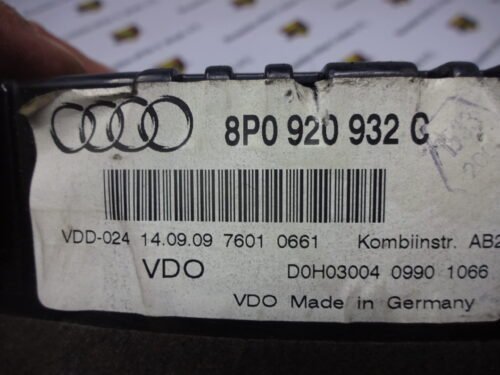 8P0 920 932 G
VDD-024 14.09.09 7601 0661 Kombiinstr. AB2
VDO D0H03004 0990 1066
VDO Made in Germany